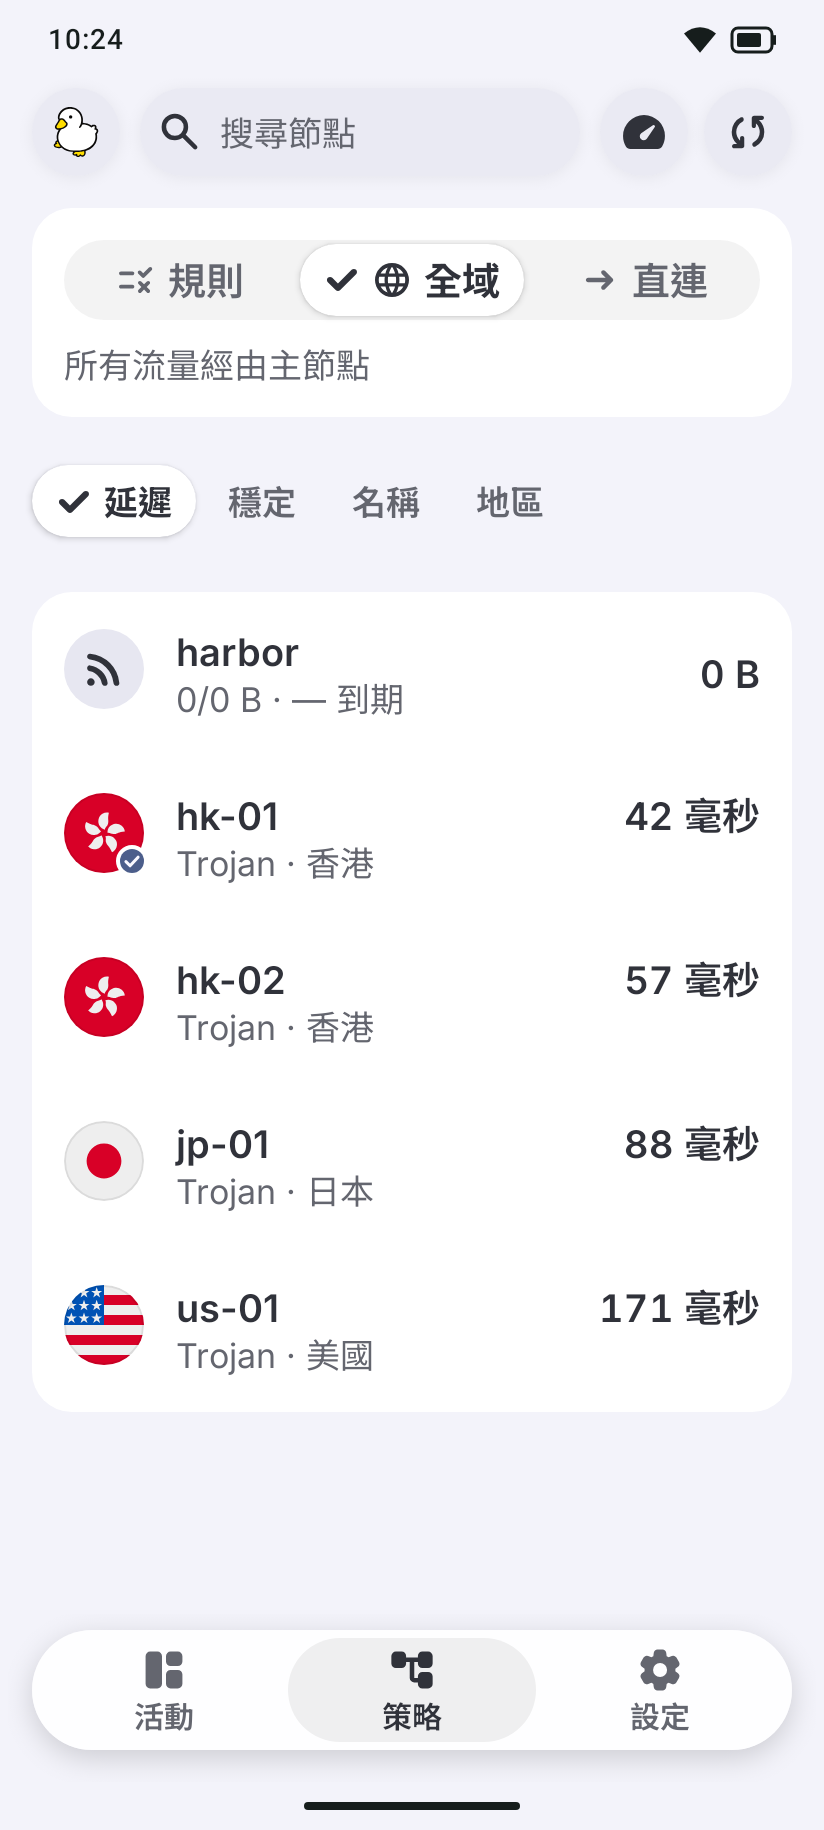 10:24
搜尋節點
規則
全域
直連
所有流量經由主節點
延遲
穩定
名稱
地區
harbor
0/0 B · — 到期
0 B
hk-01
Trojan · 香港
42 毫秒
hk-02
Trojan · 香港
57 毫秒
jp-01
Trojan · 日本
88 毫秒
us-01
Trojan · 美國
171 毫秒
活動
策略
設定